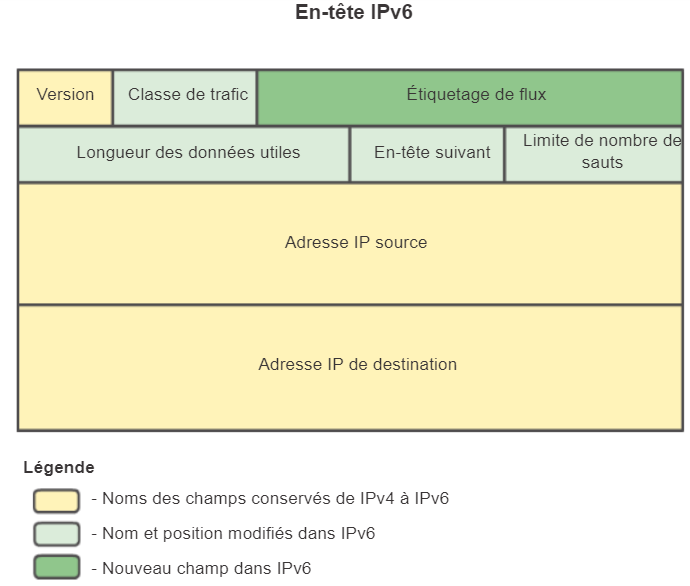 En-tête IPv6
Version
Classe de trafic
Étiquetage de flux
Longueur des données utiles
En-tête suivant
Limite de nombre de
sauts
Adresse IP source
Adresse IP de destination
Légende
- Noms des champs conservés de IPv4 à IPv6
- Nom et position modifiés dans IPv6
- Nouveau champ dans IPv6